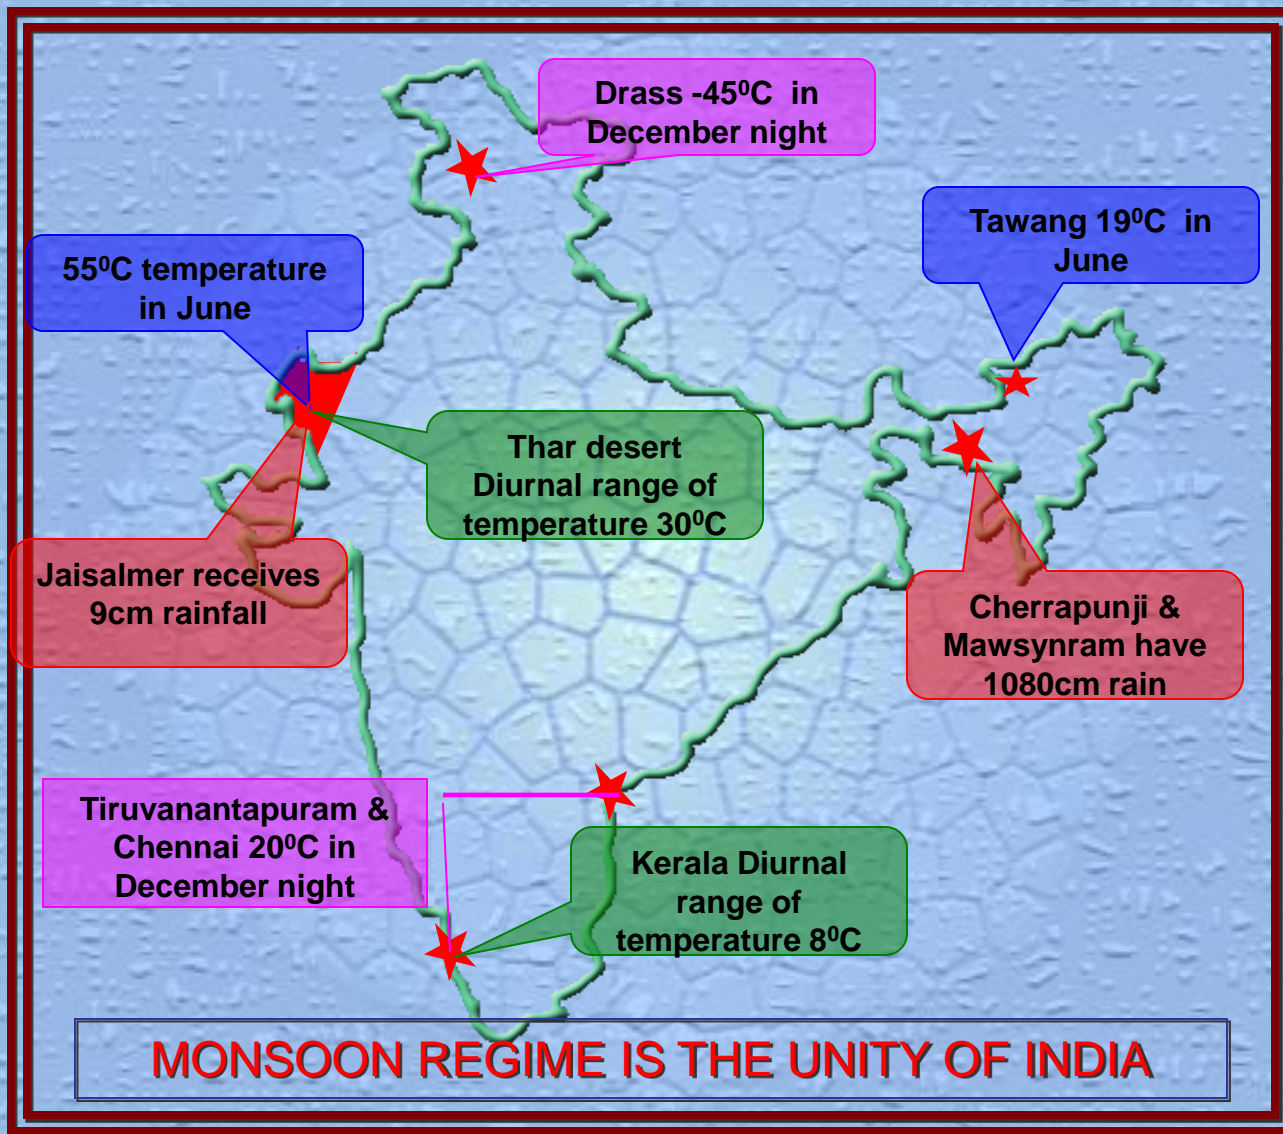 Drass -45⁰C in
December night
Tawang 19⁰C in
June
55⁰C temperature
in June
Thar desert
Diurnal range of
temperature 30⁰C
Jaisalmer receives
9cm rainfall
Cherrapunji &
Mawsynram have
1080cm rain
Tiruvanantapuram &
Chennai 20⁰C in
December night
Kerala Diurnal
range of
temperature 8⁰C
MONSOON REGIME IS THE UNITY OF INDIA